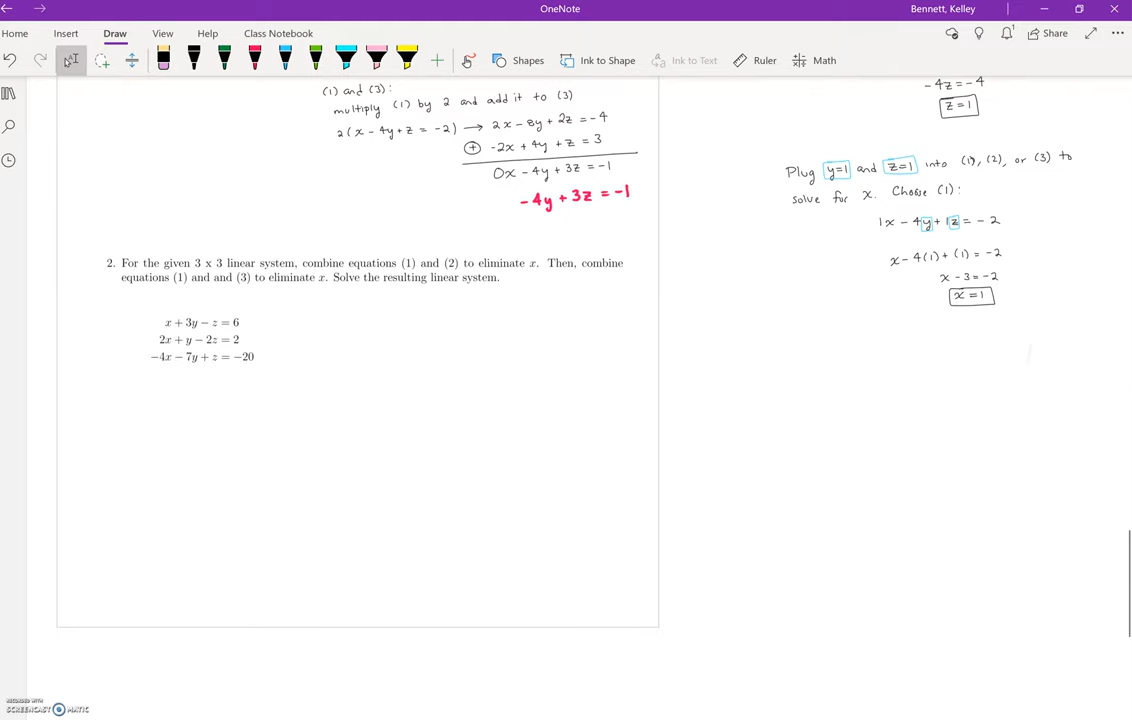 OneNote
Bennett, Kelley
Home Insert Draw View Help Class Notebook
Share
Shapes Ink to Shape Ink to Text Ruler Math
(1) and (3):
multiply (1) by 2 and add it to (3)
2(x - 4y + z = -2) → 2x - 8y + 2z = -4
⊕ -2x + 4y + z = 3
0x - 4y + 3z = -1
-4y + 3z = -1
2. For the given 3 x 3 linear system, combine equations (1) and (2) to eliminate x. Then, combine
equations (1) and and (3) to eliminate x. Solve the resulting linear system.
x + 3y − z = 6
2x + y − 2z = 2
−4x − 7y + z = −20
-4z = -4
z = 1
Plug y=1 and z=1 into (1), (2), or (3) to
solve for x. Choose (1):
1x - 4y + 1z = -2
x - 4(1) + (1) = -2
x - 3 = -2
x = 1
RECORDED WITH
SCREENCAST MATIC